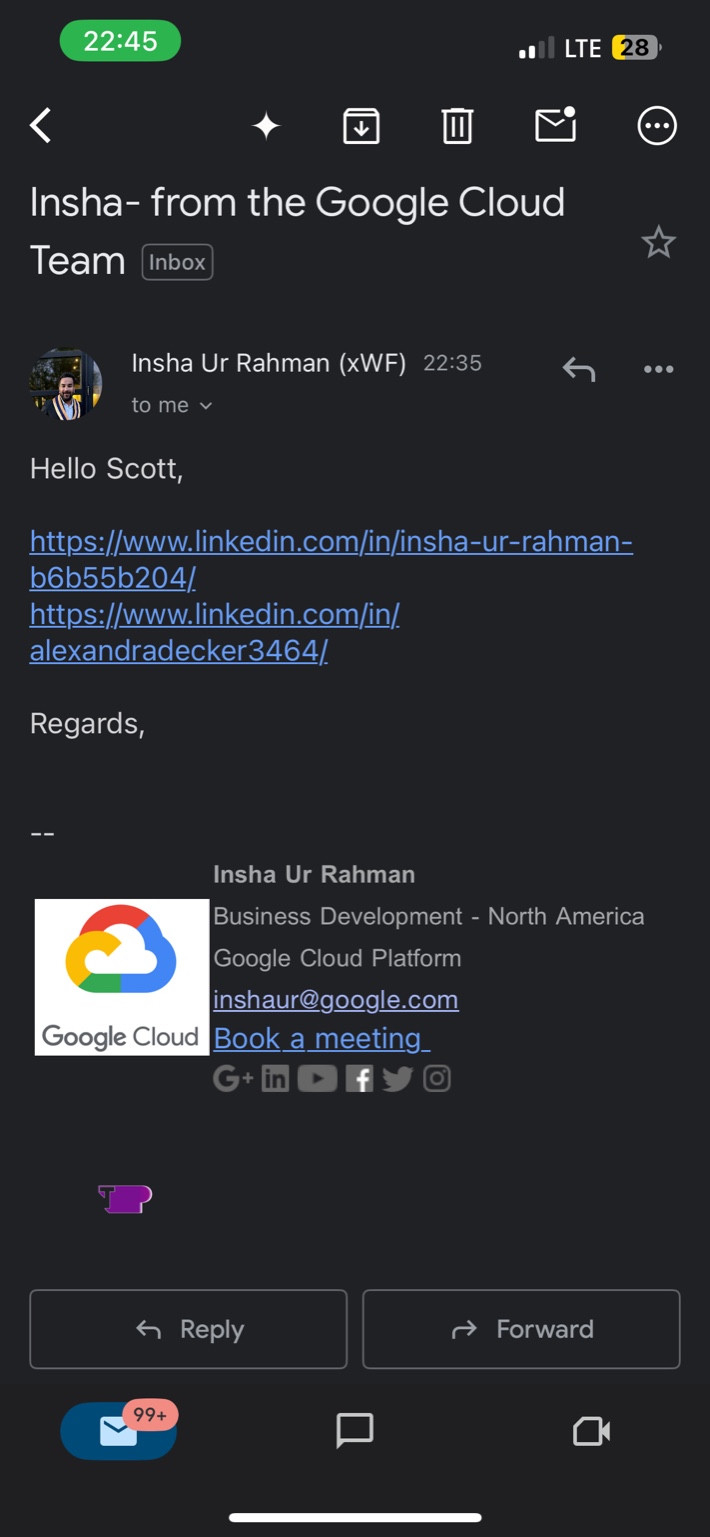 22:45
LTE 28
Insha- from the Google Cloud
Team Inbox
Insha Ur Rahman (xWF) 22:35
to me
Hello Scott,
https://www.linkedin.com/in/insha-ur-rahman-
b6b55b204/
https://www.linkedin.com/in/
alexandradecker3464/
Regards,
--
Insha Ur Rahman
Business Development - North America
Google Cloud Platform
inshaur@google.com
Google Cloud
Book a meeting
G+ in f
Reply
Forward
99+